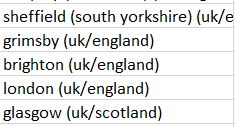 sheffield (south yorkshire) (uk/e
grimsby (uk/england)
brighton (uk/england)
london (uk/england)
glasgow (uk/scotland)